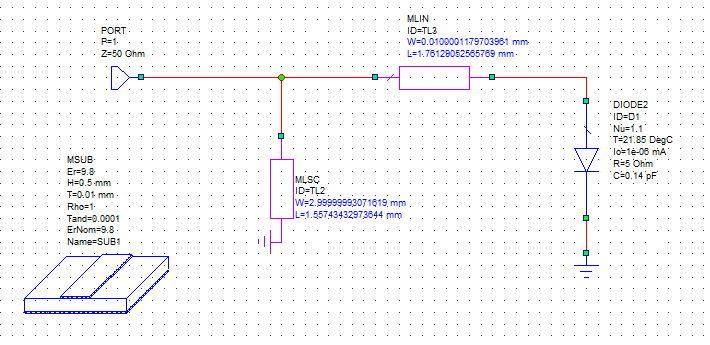 PORT
P=1
Z=50 Ohm
MLIN
ID=TL3
W=0.0100001179703961 mm
L=1.76129052565769 mm
DIODE2
ID=D1
Nu=1.1
T=21.85 DegC
Io=1e-06 mA
R=5 Ohm
C=0.14 pF
MSUB
Er=9.8
H=0.5 mm
T=0.01 mm
Rho=1
Tand=0.0001
ErNom=9.8
Name=SUB1
MLSC
ID=TL2
W=2.99999993071619 mm
L=1.55743432973644 mm